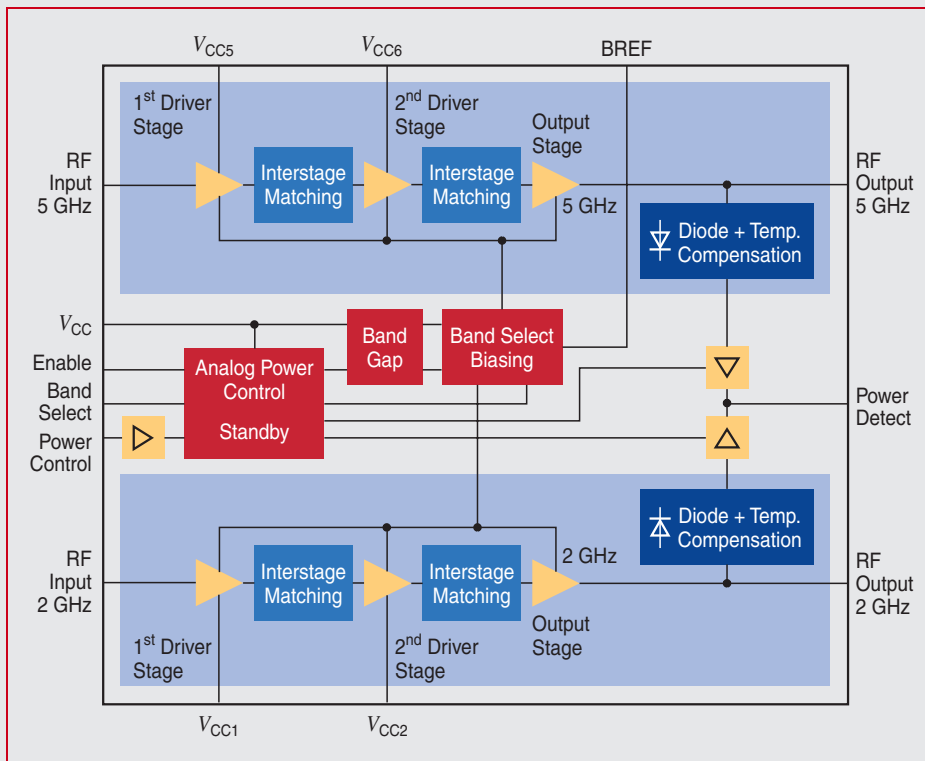 VCC5
VCC6
BREF
1st Driver
Stage
2nd Driver
Stage
Output
Stage
RF
Input
5 GHz
Interstage
Matching
Interstage
Matching
5 GHz
RF
Output
5 GHz
Diode + Temp.
Compensation
VCC
Enable
Band
Select
Power
Control
Analog Power
Control
Standby
Band
Gap
Band Select
Biasing
Power
Detect
Diode + Temp.
Compensation
RF
Input
2 GHz
Interstage
Matching
Interstage
Matching
2 GHz
RF
Output
2 GHz
1st Driver
Stage
2nd Driver
Stage
Output
Stage
VCC1
VCC2